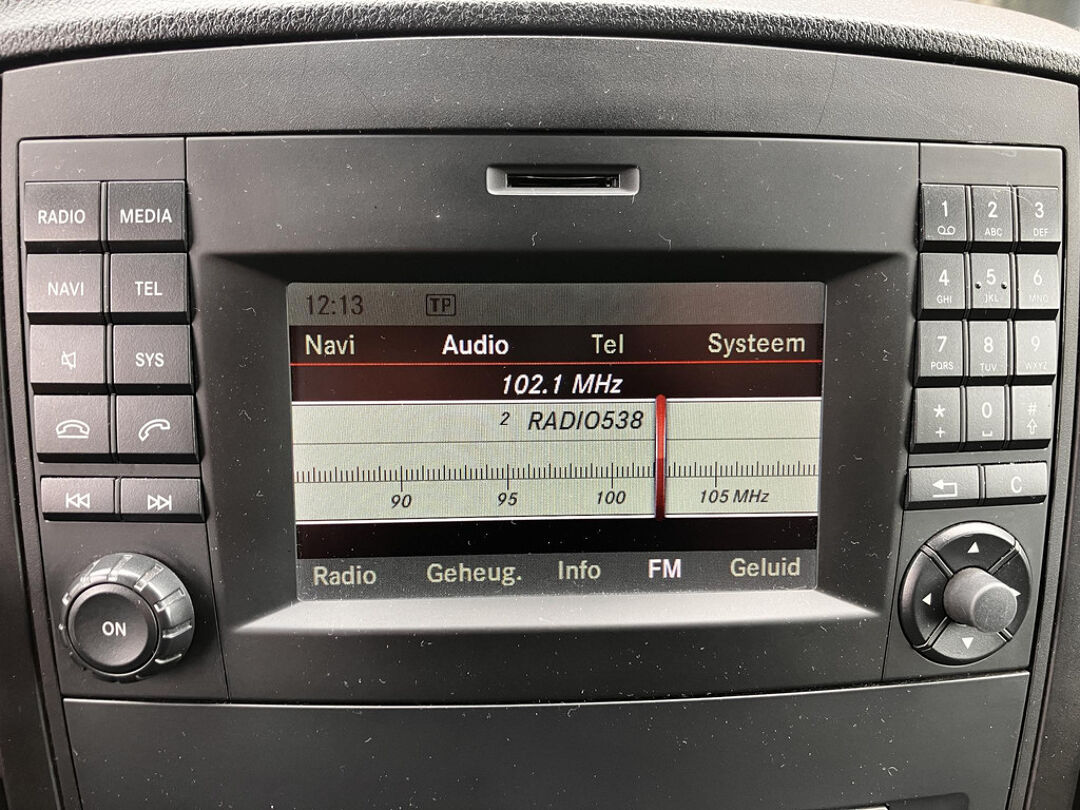 RADIO MEDIA
NAVI TEL
SYS
ON
12:13 TP
Navi Audio Tel Systeem
102.1 MHz
2 RADIO538
90 95 100 105 MHz
Radio Geheug. Info FM Geluid
1 2 3
ABC DEF
4 5 6
GHI JKL MNO
7 8 9
PQRS TUV WXYZ
* 0 #
+
C